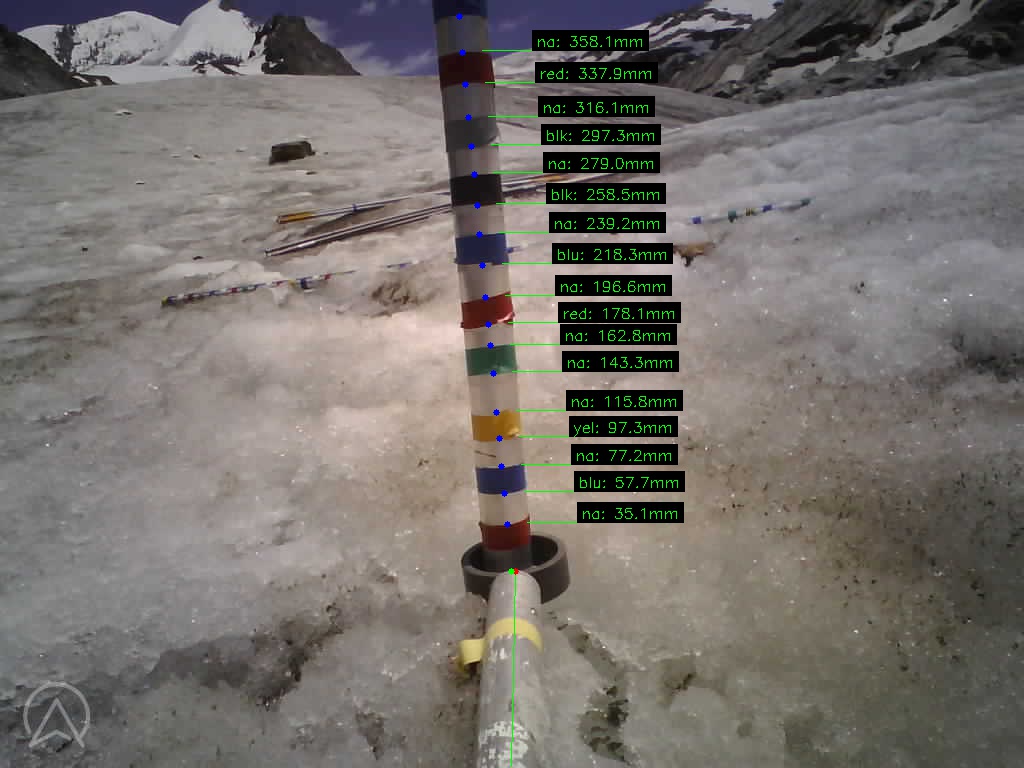 na: 358.1mm
red: 337.9mm
na: 316.1mm
blk: 297.3mm
na: 279.0mm
blk: 258.5mm
na: 239.2mm
blu: 218.3mm
na: 196.6mm
red: 178.1mm
na: 162.8mm
na: 143.3mm
na: 115.8mm
yel: 97.3mm
na: 77.2mm
blu: 57.7mm
na: 35.1mm